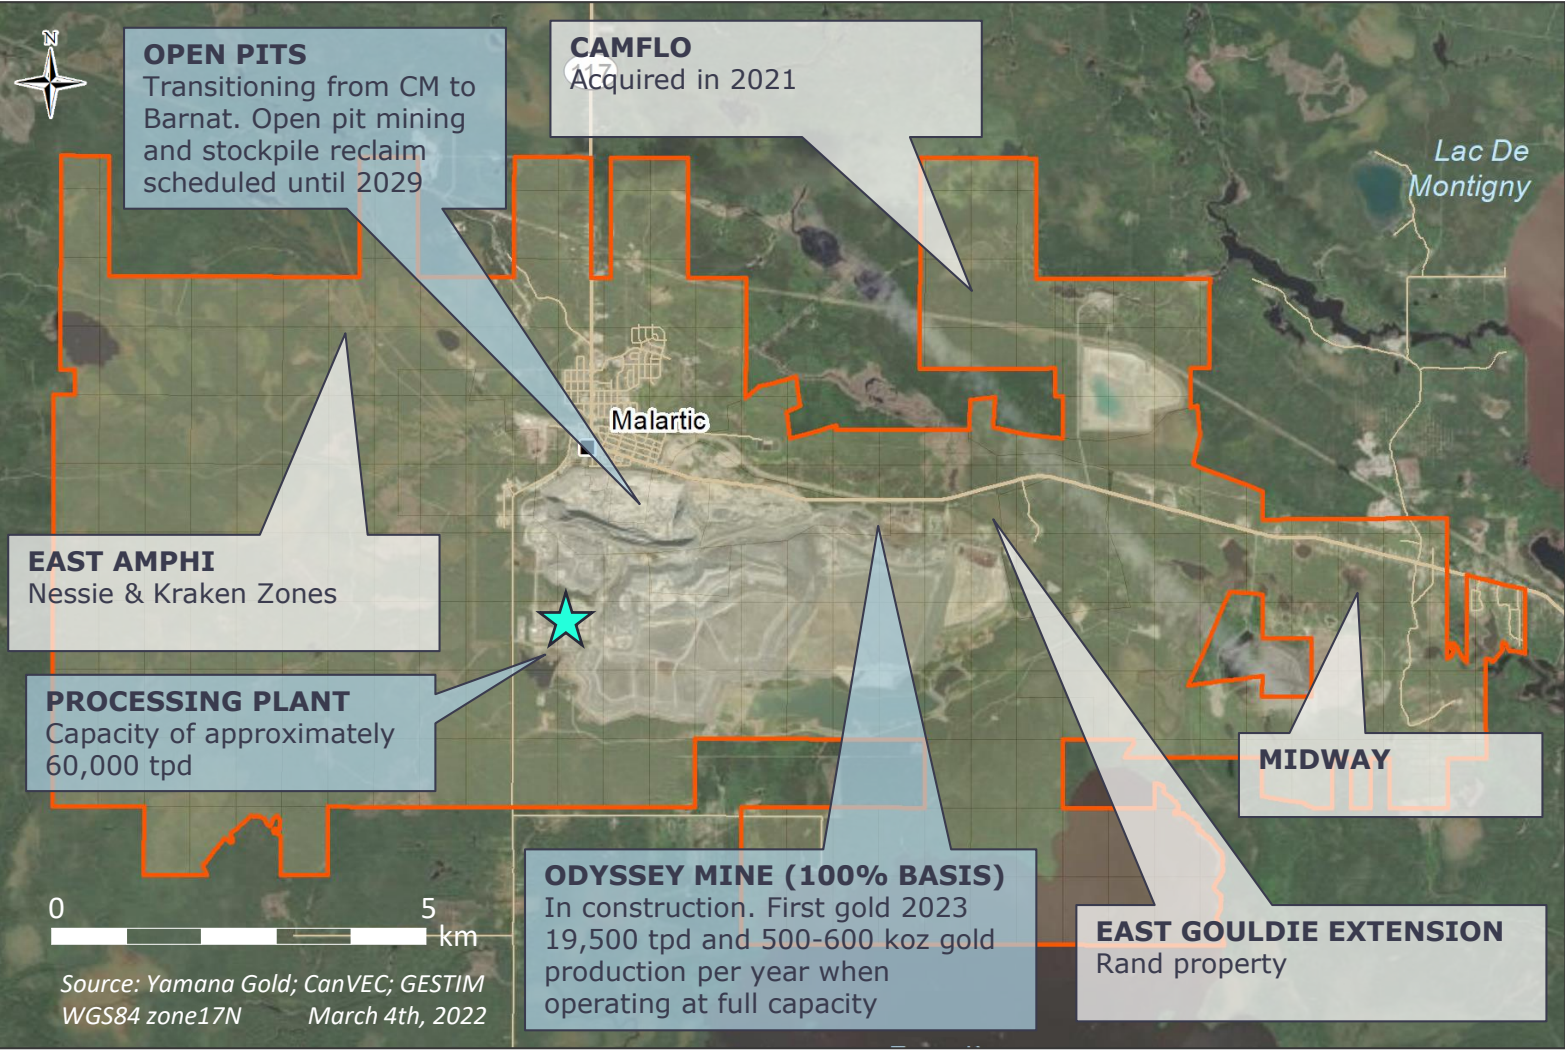 N
OPEN PITS
Transitioning from CM to
Barnat. Open pit mining
and stockpile reclaim
scheduled until 2029
CAMFLO
117
Acquired in 2021
Lac De
Montigny
Malartic
EAST AMPHI
Nessie & Kraken Zones
PROCESSING PLANT
Capacity of approximately
60,000 tpd
MIDWAY
ODYSSEY MINE (100% BASIS)
In construction. First gold 2023
19,500 tpd and 500-600 koz gold
production per year when
operating at full capacity
EAST GOULDIE EXTENSION
Rand property
0 5
km
Source: Yamana Gold; CanVEC; GESTIM
WGS84 zone17N March 4th, 2022